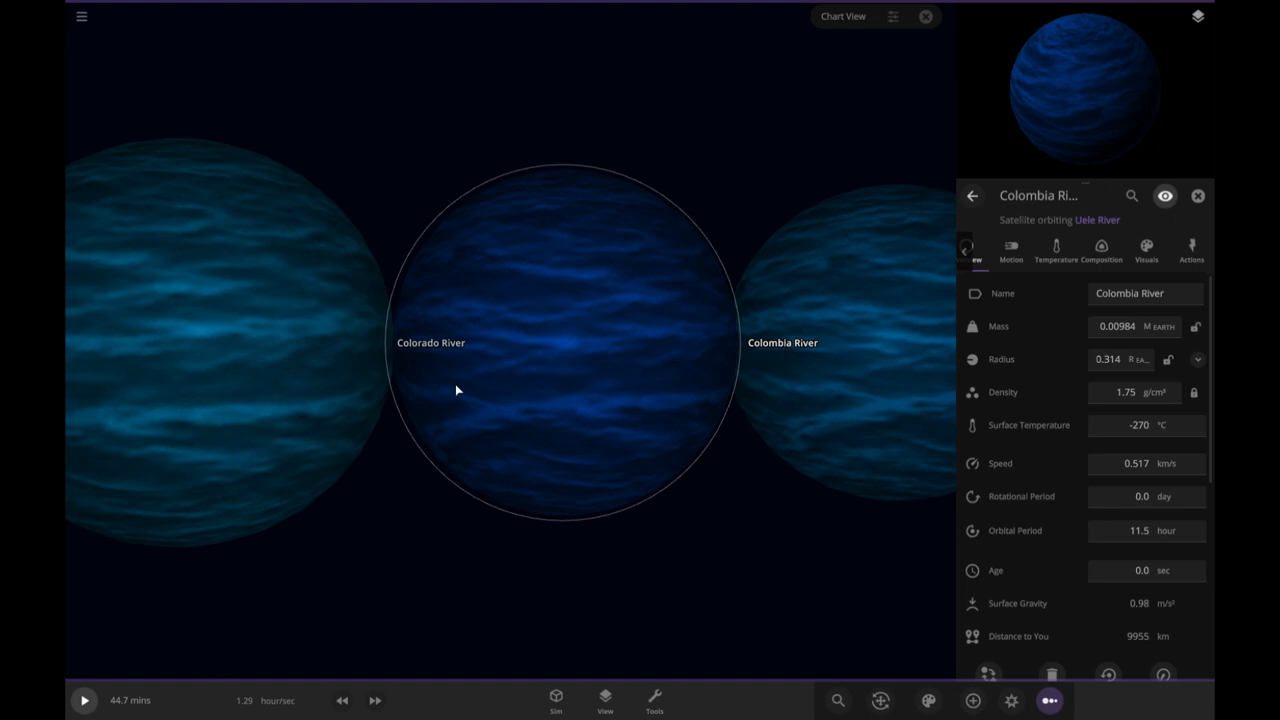 Chart View
Colorado River
Colombia River
Colombia Ri...
Satellite orbiting Uele River
ew Motion Temperature Composition Visuals Actions
Name Colombia River
Mass 0.00984 M EARTH
Radius 0.314 R EA...
Density 1.75 g/cm³
Surface Temperature -270 °C
Speed 0.517 km/s
Rotational Period 0.0 day
Orbital Period 11.5 hour
Age 0.0 sec
Surface Gravity 0.98 m/s²
Distance to You 9955 km
44.7 mins 1.29 hour/sec
Sim View Tools